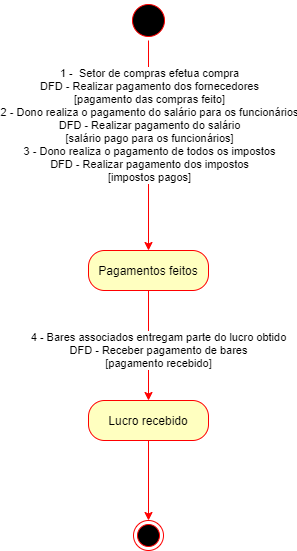 1 - Setor de compras efetua compra
DFD - Realizar pagamento dos fornecedores
[pagamento das compras feito]
2 - Dono realiza o pagamento do salário para os funcionários
DFD - Realizar pagamento do salário
[salário pago para os funcionários]
3 - Dono realiza o pagamento de todos os impostos
DFD - Realizar pagamento dos impostos
[impostos pagos]
Pagamentos feitos
4 - Bares associados entregam parte do lucro obtido
DFD - Receber pagamento de bares
[pagamento recebido]
Lucro recebido